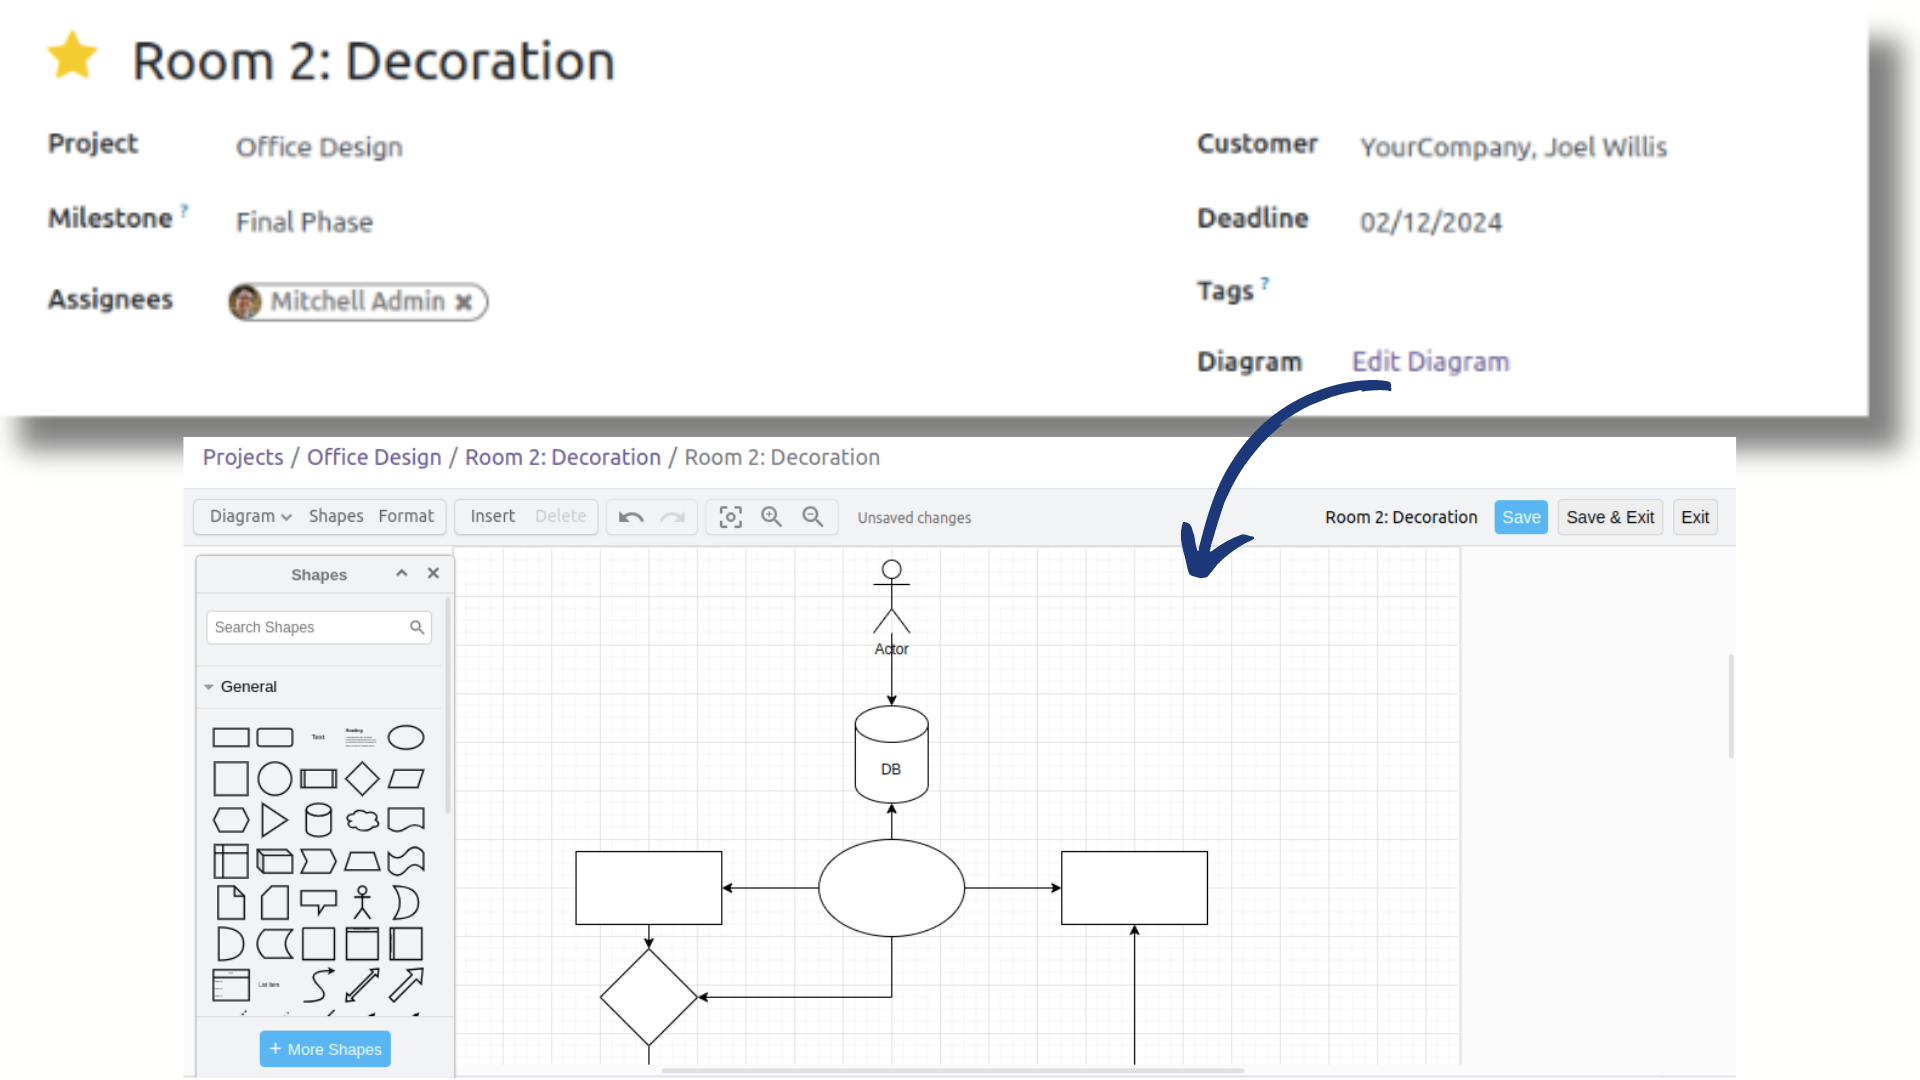 Room 2: Decoration
Project Office Design
Milestone ? Final Phase
Assignees Mitchell Admin ✖
Customer YourCompany, Joel Willis
Deadline 02/12/2024
Tags ?
Diagram Edit Diagram
Projects / Office Design / Room 2: Decoration / Room 2: Decoration
Diagram Shapes Format Insert Delete Unsaved changes Room 2: Decoration Save Save & Exit Exit
Shapes
Search Shapes
General
Text Heading
List Item
+ More Shapes
Actor
DB